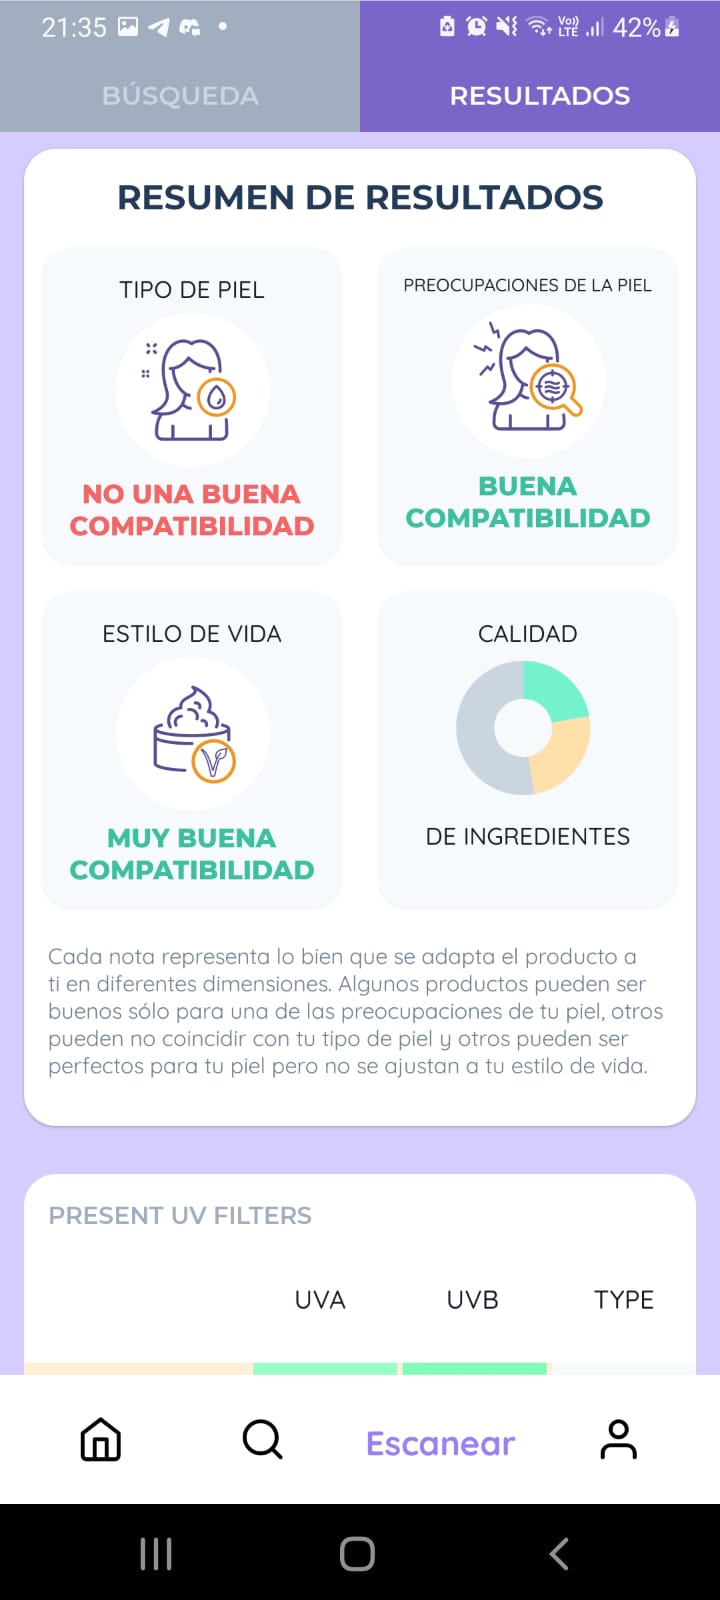 21:35
Vo))
LTE
42%
BÚSQUEDA
RESULTADOS
RESUMEN DE RESULTADOS
TIPO DE PIEL
NO UNA BUENA
COMPATIBILIDAD
PREOCUPACIONES DE LA PIEL
BUENA
COMPATIBILIDAD
ESTILO DE VIDA
MUY BUENA
COMPATIBILIDAD
CALIDAD
DE INGREDIENTES
Cada nota representa lo bien que se adapta el producto a
ti en diferentes dimensiones. Algunos productos pueden ser
buenos sólo para una de las preocupaciones de tu piel, otros
pueden no coincidir con tu tipo de piel y otros pueden ser
perfectos para tu piel pero no se ajustan a tu estilo de vida.
PRESENT UV FILTERS
UVA
UVB
TYPE
Escanear